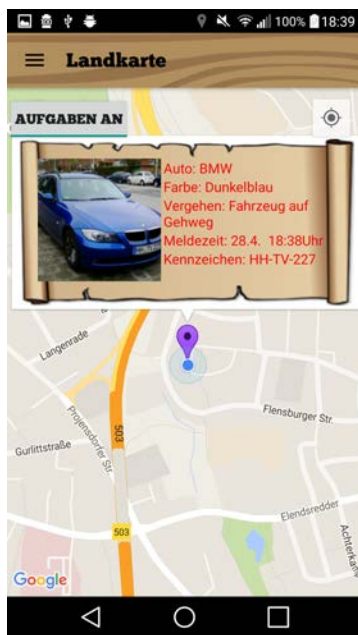 100% 18:39
Landkarte
AUFGABEN AN
Auto: BMW
Farbe: Dunkelblau
Vergehen: Fahrzeug auf
Gehweg
Meldezeit: 28.4. 18:38Uhr
Kennzeichen: HH-TV-227
Langenrade
Projensdorfer Str.
503
Flensburger Str.
Gurlittstraße
503
Elendsredder
Achterka
Google